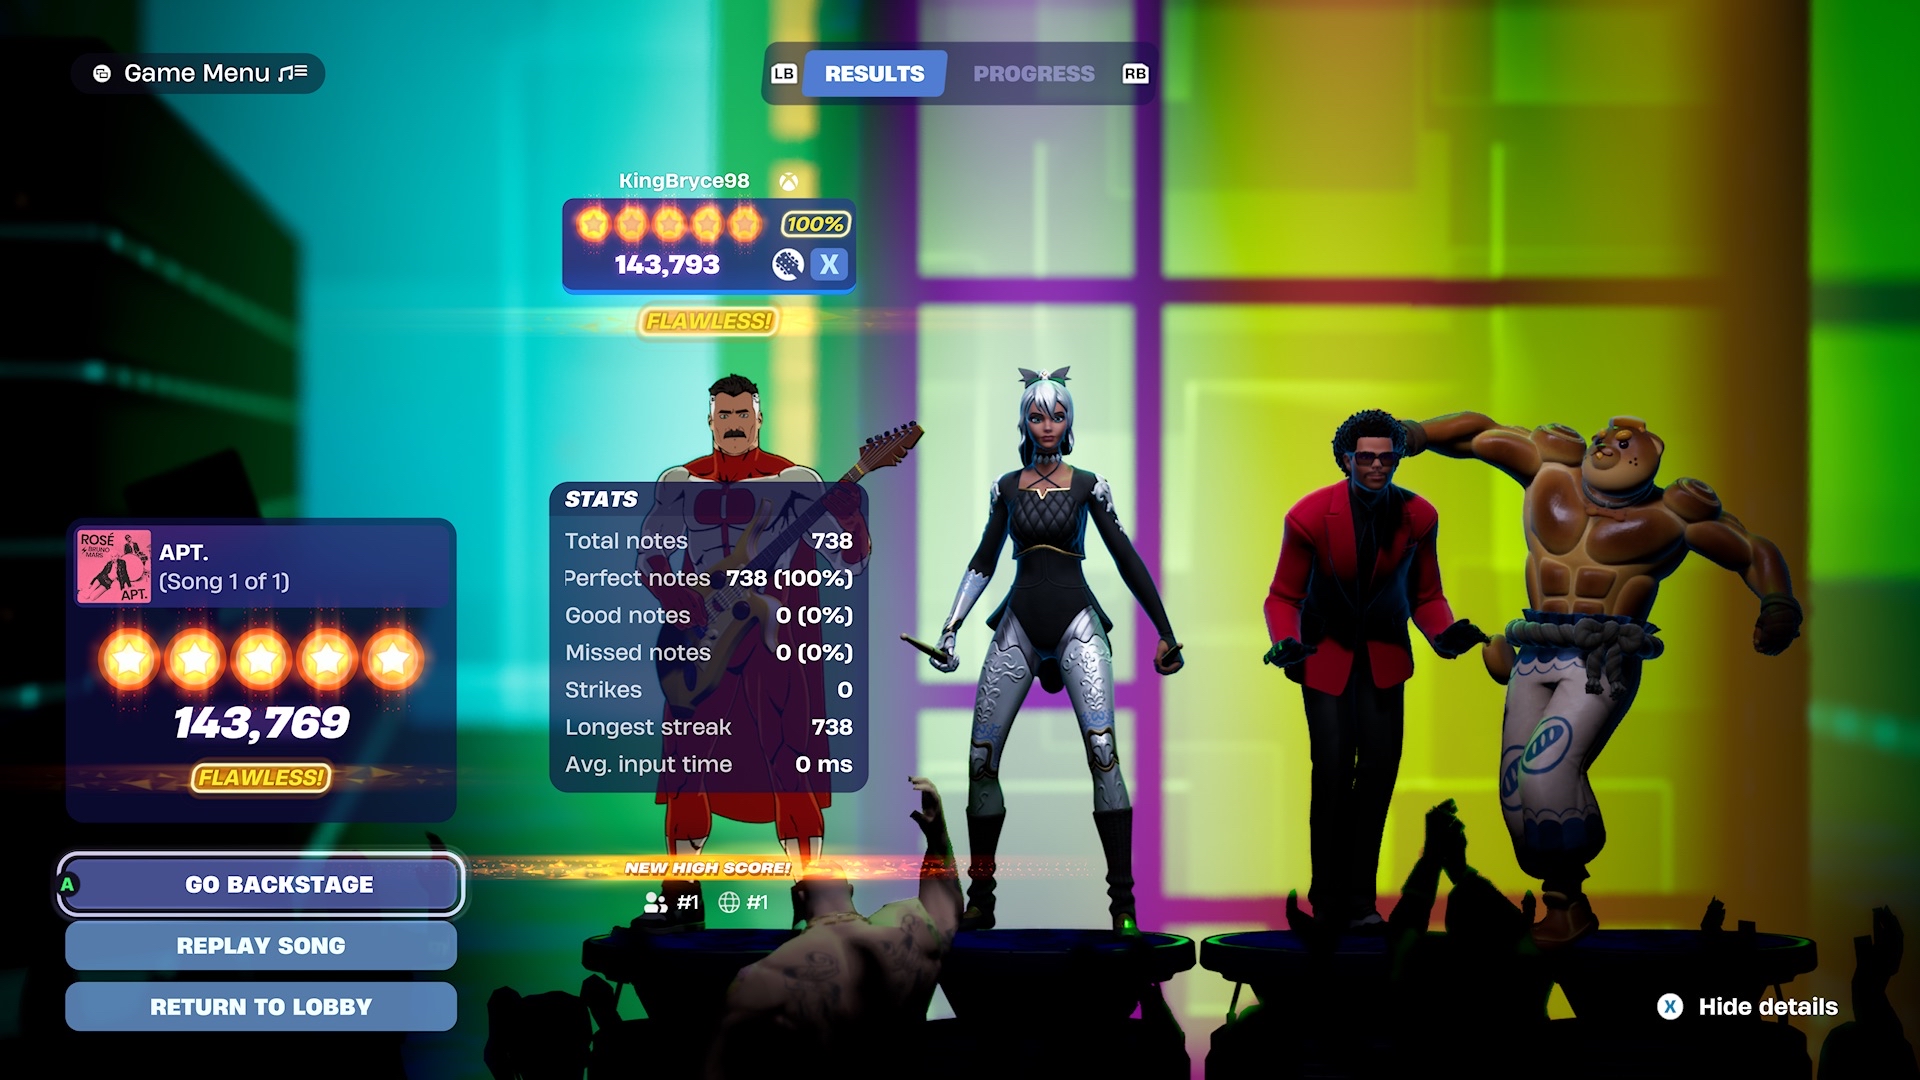 Game Menu
LB RESULTS PROGRESS RB
KingBryce98
100%
143,793
X
FLAWLESS!
ROSÉ
& BRUNO
MARS
APT.
APT.
(Song 1 of 1)
143,769
FLAWLESS!
A GO BACKSTAGE
REPLAY SONG
RETURN TO LOBBY
STATS
Total notes 738
Perfect notes 738 (100%)
Good notes 0 (0%)
Missed notes 0 (0%)
Strikes 0
Longest streak 738
Avg. input time 0 ms
NEW HIGH SCORE!
#1 #1
X Hide details